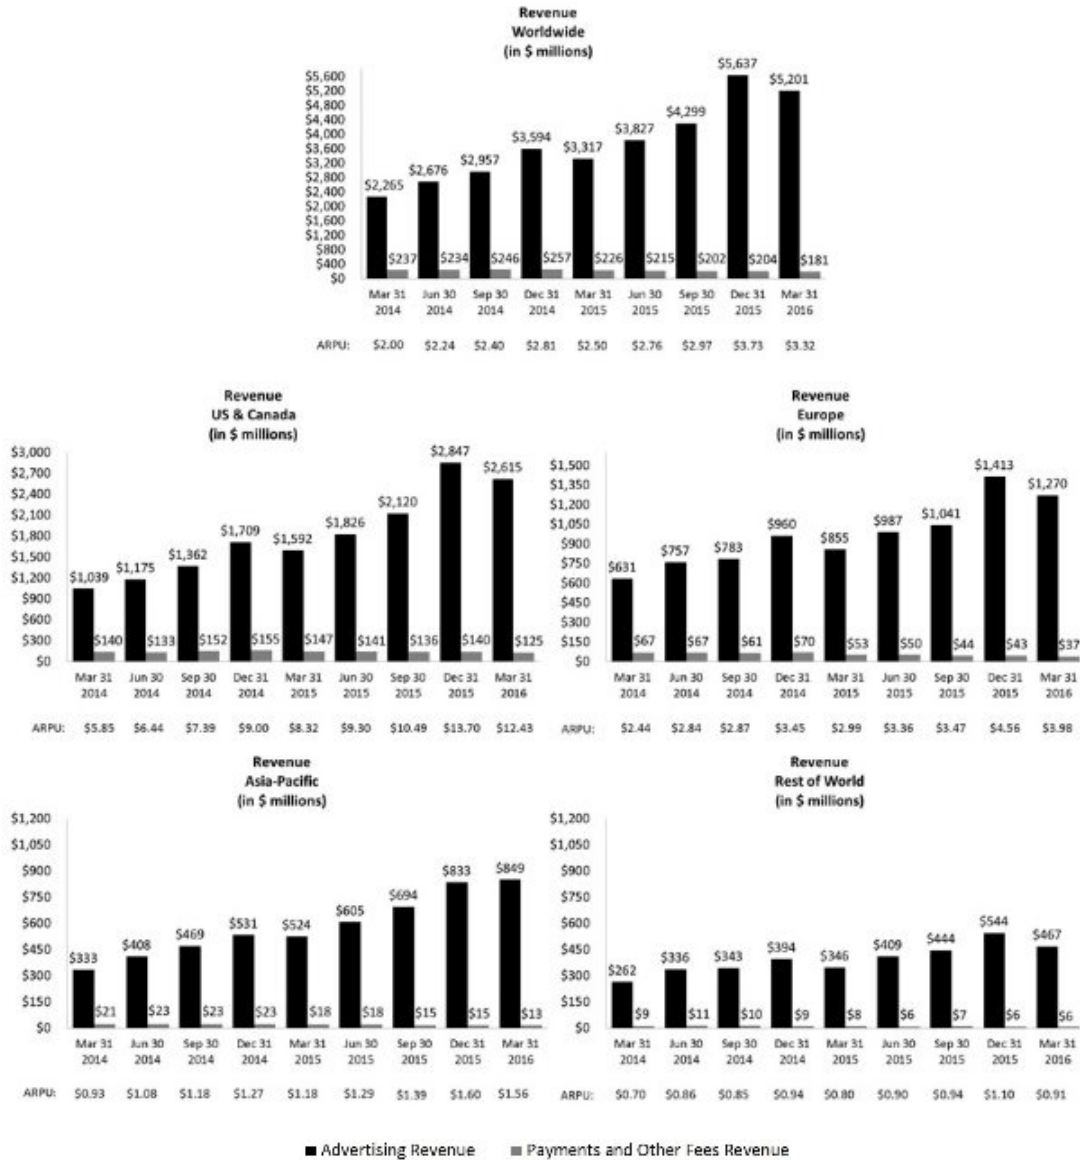 Revenue
Worldwide
(in $ millions)
$5,600
$5,200
$4,800
$4,400
$4,000
$3,600
$3,200
$2,800
$2,400
$2,000
$1,600
$1,200
$800
$400
$0
$2,265 $2,676 $2,957 $3,594 $3,317 $3,827 $4,299 $5,637 $5,201
$237 $234 $246 $257 $226 $215 $202 $204 $181
Mar 31 Jun 30 Sep 30 Dec 31 Mar 31 Jun 30 Sep 30 Dec 31 Mar 31
2014 2014 2014 2014 2015 2015 2015 2015 2016
ARPU: $2.00 $2.24 $2.40 $2.81 $2.50 $2.76 $2.97 $3.73 $3.32
Revenue
US & Canada
(in $ millions)
$3,000
$2,700
$2,400
$2,100
$1,800
$1,500
$1,200
$900
$600
$300
$0
$1,039 $1,175 $1,362 $1,709 $1,592 $1,826 $2,120 $2,847 $2,615
$140 $133 $152 $155 $147 $141 $136 $140 $125
Mar 31 Jun 30 Sep 30 Dec 31 Mar 31 Jun 30 Sep 30 Dec 31 Mar 31
2014 2014 2014 2014 2015 2015 2015 2015 2016
ARPU: $5.85 $6.44 $7.39 $9.00 $8.32 $9.30 $10.49 $13.70 $12.43
Revenue
Europe
(in $ millions)
$1,500
$1,350
$1,200
$1,050
$900
$750
$600
$450
$300
$150
$0
$631 $757 $783 $960 $855 $987 $1,041 $1,413 $1,270
$67 $67 $61 $70 $53 $50 $44 $43 $37
Mar 31 Jun 30 Sep 30 Dec 31 Mar 31 Jun 30 Sep 30 Dec 31 Mar 31
2014 2014 2014 2014 2015 2015 2015 2015 2016
ARPU: $2.44 $2.84 $2.87 $3.45 $2.99 $3.36 $3.47 $4.56 $3.98
Revenue
Asia-Pacific
(in $ millions)
$1,200
$1,050
$900
$750
$600
$450
$300
$150
$0
$333 $408 $469 $531 $524 $605 $694 $833 $849
$21 $23 $23 $23 $18 $18 $15 $15 $13
Mar 31 Jun 30 Sep 30 Dec 31 Mar 31 Jun 30 Sep 30 Dec 31 Mar 31
2014 2014 2014 2014 2015 2015 2015 2015 2016
ARPU: $0.93 $1.08 $1.18 $1.27 $1.18 $1.29 $1.39 $1.60 $1.56
Revenue
Rest of World
(in $ millions)
$1,200
$1,050
$900
$750
$600
$450
$300
$150
$0
$262 $336 $343 $394 $346 $409 $444 $544 $467
$9 $11 $10 $9 $8 $6 $7 $6 $6
Mar 31 Jun 30 Sep 30 Dec 31 Mar 31 Jun 30 Sep 30 Dec 31 Mar 31
2014 2014 2014 2014 2015 2015 2015 2015 2016
ARPU: $0.70 $0.86 $0.85 $0.94 $0.80 $0.90 $0.94 $1.10 $0.91
Advertising Revenue Payments and Other Fees Revenue